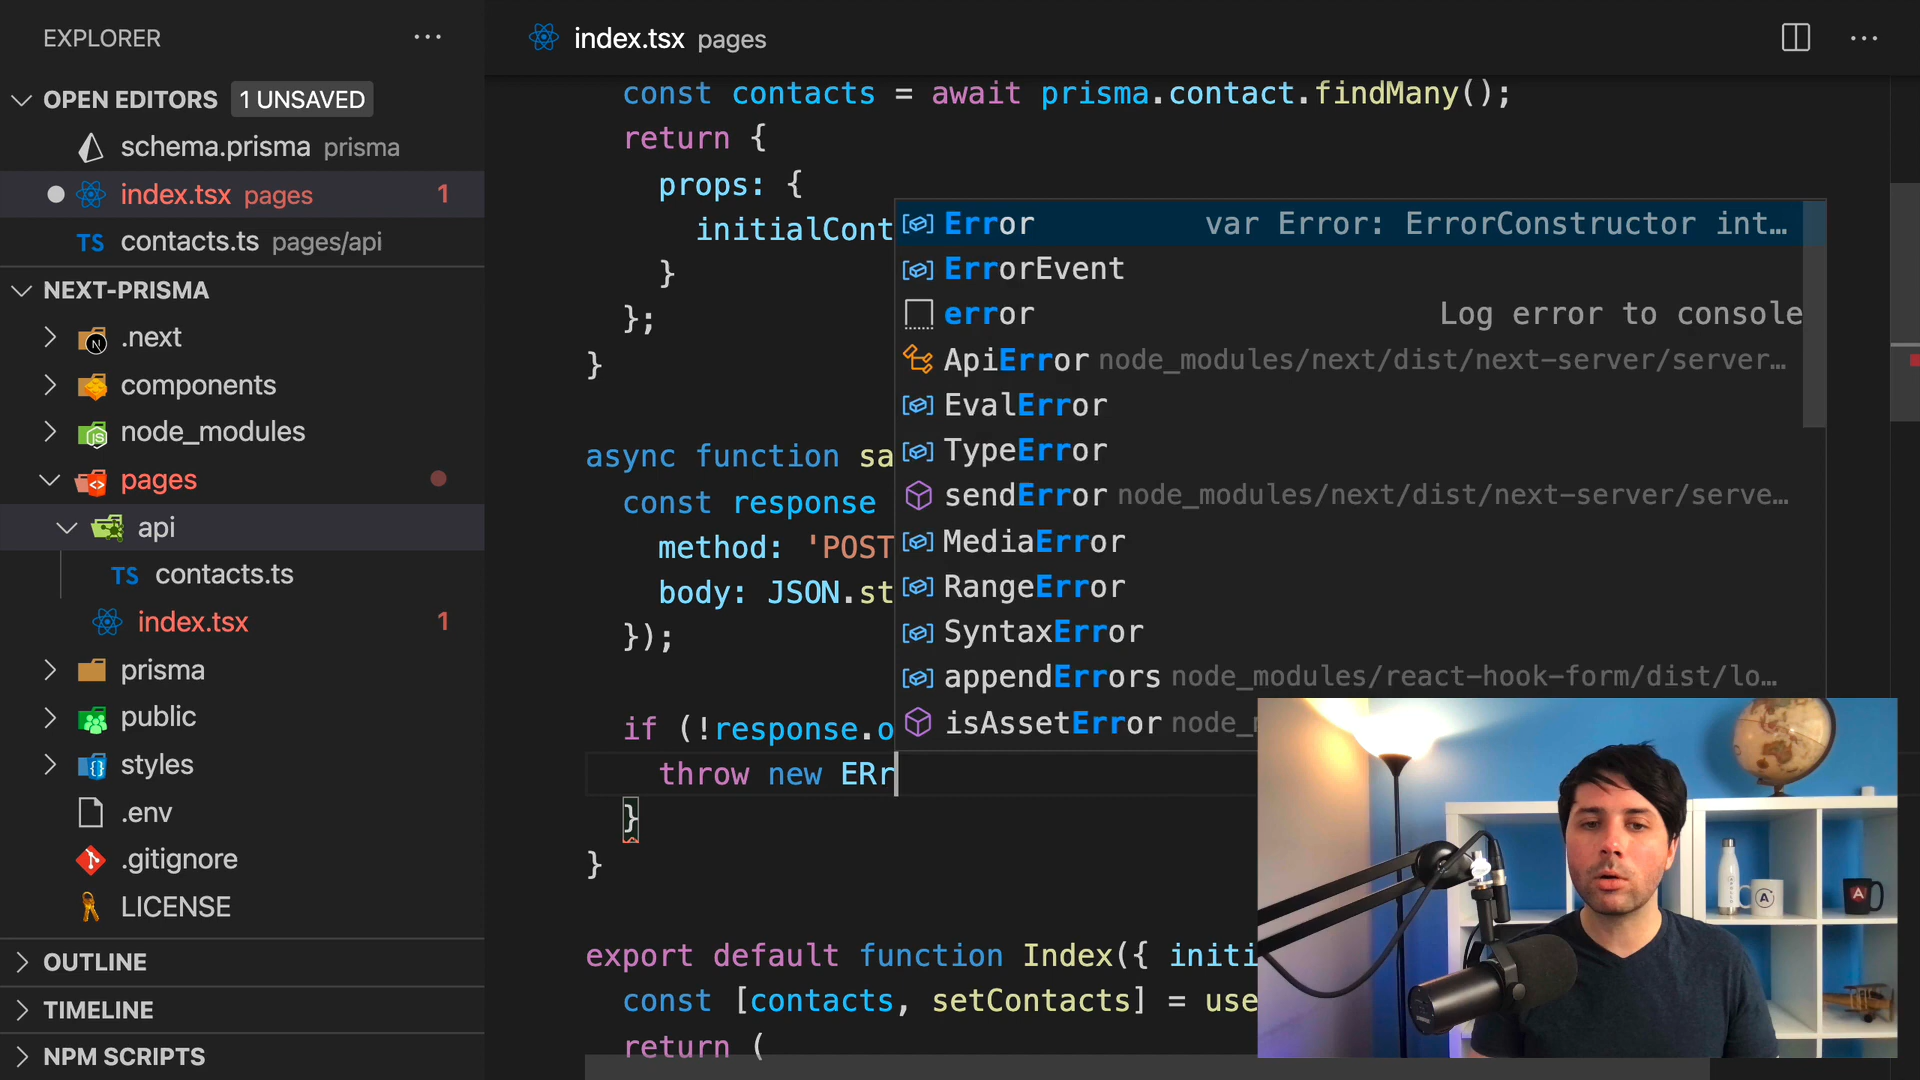 EXPLORER
OPEN EDITORS 1 UNSAVED
schema.prisma prisma
index.tsx pages 1
contacts.ts pages/api
NEXT-PRISMA
.next
components
node_modules
pages
api
TS contacts.ts
index.tsx 1
prisma
public
styles
.env
.gitignore
LICENSE
OUTLINE
TIMELINE
NPM SCRIPTS
index.tsx pages
const contacts = await prisma.contact.findMany();
return {
props: {
initialCont
}
};
}
async function sa
const response
method: 'POST
body: JSON.st
});
if (!response.o
throw new ERr
}
}
export default function Index({ initi
const [contacts, setContacts] = use
return (
Error var Error: ErrorConstructor int…
ErrorEvent
error Log error to console
ApiError node_modules/next/dist/next-server/server…
EvalError
TypeError
sendError node_modules/next/dist/next-server/serve…
MediaError
RangeError
SyntaxError
appendErrors node_modules/react-hook-form/dist/lo…
isAssetError node_